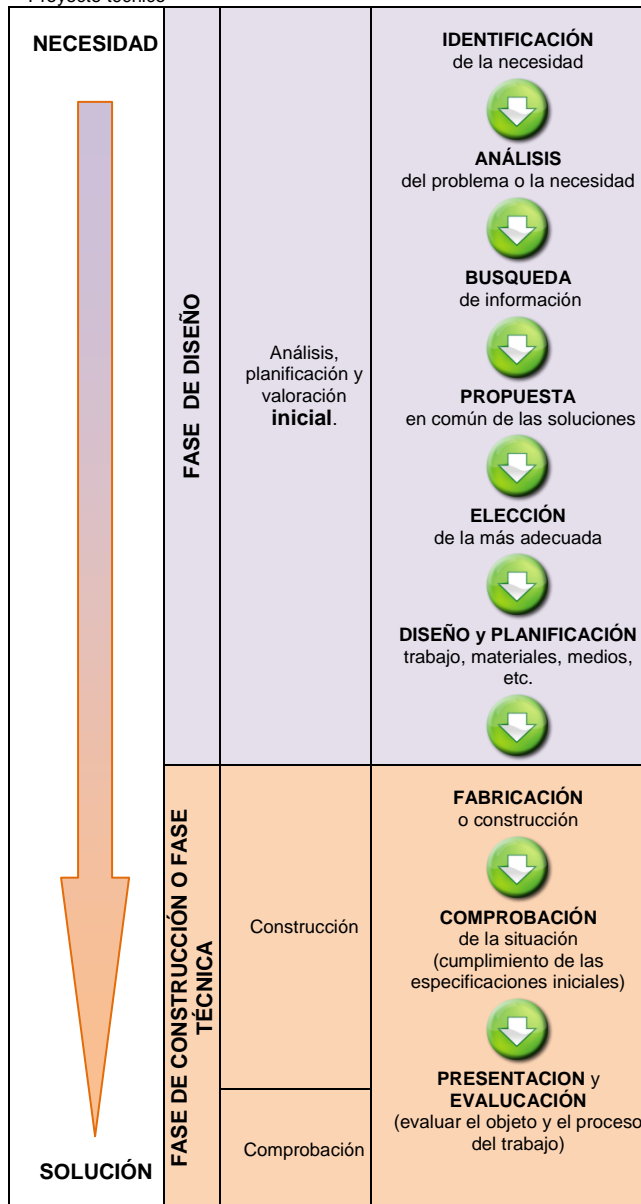 Proyecto técnico
NECESIDAD
SOLUCIÓN
FASE DE DISEÑO
Análisis,
planificación y
valoración
inicial.
IDENTIFICACIÓN
de la necesidad
ANÁLISIS
del problema o la necesidad
BUSQUEDA
de información
PROPUESTA
en común de las soluciones
ELECCIÓN
de la más adecuada
DISEÑO y PLANIFICACIÓN
trabajo, materiales, medios,
etc.
FASE DE CONSTRUCCIÓN O FASE
TÉCNICA
Construcción
Comprobación
FABRICACIÓN
o construcción
COMPROBACIÓN
de la situación
(cumplimiento de las
especificaciones iniciales)
PRESENTACION y
EVALUCACIÓN
(evaluar el objeto y el proceso
del trabajo)